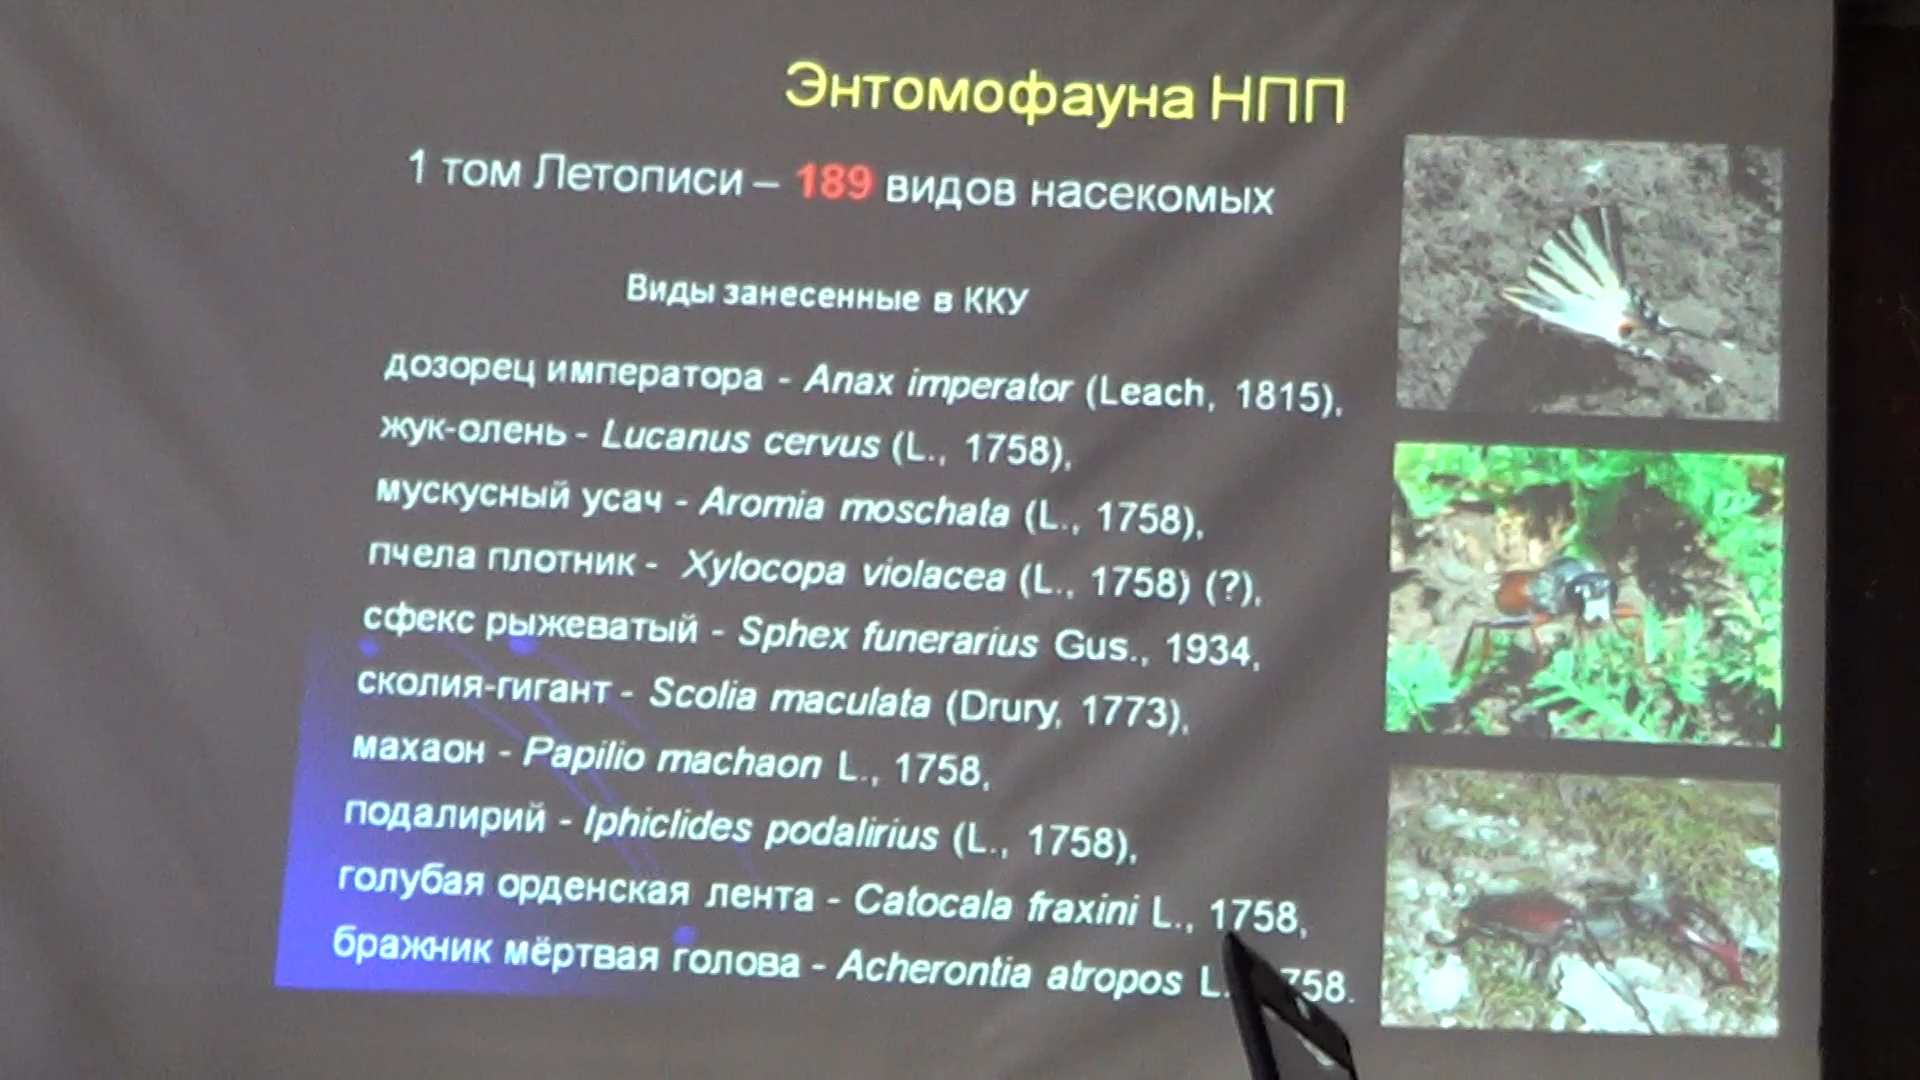 Энтомофауна НПП
1 том Летописи – 189 видов насекомых
Виды занесенные в ККУ
дозорец императора - Anax imperator (Leach, 1815),
жук-олень - Lucanus cervus (L., 1758),
мускусный усач - Aromia moschata (L., 1758),
пчела плотник - Xylocopa violacea (L., 1758) (?),
сфекс рыжеватый - Sphex funerarius Gus., 1934,
сколия-гигант - Scolia maculata (Drury, 1773),
махаон - Papilio machaon L., 1758,
подалирий - Iphiclides podalirius (L., 1758),
голубая орденская лента - Catocala fraxini L., 1758,
бражник мёртвая голова - Acherontia atropos L. 758.